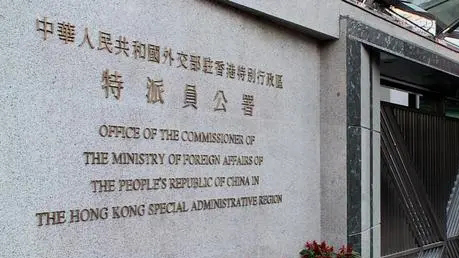 中華人民共和國外交部駐香港特別行政區
特派員公署
OFFICE OF THE COMMISSIONER OF
THE MINISTRY OF FOREIGN AFFAIRS OF
THE PEOPLE'S REPUBLIC OF CHINA IN
THE HONG KONG SPECIAL ADMINISTRATIVE REGION